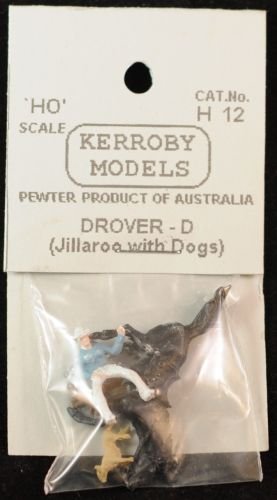 'HO'
SCALE
CAT.No.
H 12
KERROBY
MODELS
PEWTER PRODUCT OF AUSTRALIA
DROVER - D
(Jillaroo with Dogs)